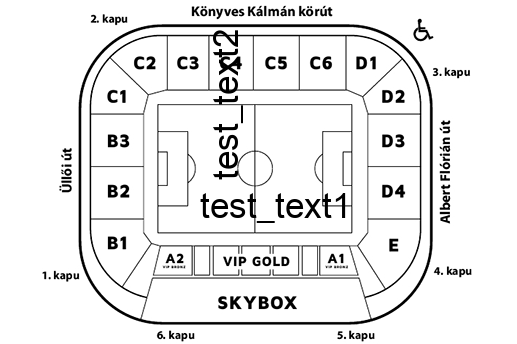 Könyves Kálmán körút
2. kapu
C2 C3 C4 C5 C6 D1
3. kapu
C1
D2
test_text2
B3
D3
Üllői út
Albert Flórián út
B2
D4
test_text1
B1
E
A2
VIP BRONZ
VIP GOLD
A1
VIP BRONZ
1. kapu
4. kapu
SKYBOX
6. kapu
5. kapu